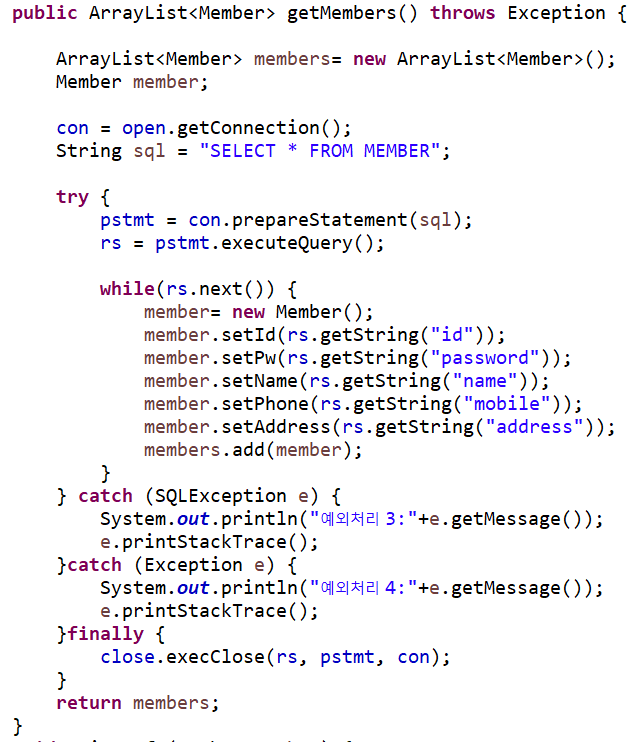 public ArrayList<Member> getMembers() throws Exception {
ArrayList<Member> members= new ArrayList<Member>();
Member member;
con = open.getConnection();
String sql = "SELECT * FROM MEMBER";
try {
pstmt = con.prepareStatement(sql);
rs = pstmt.executeQuery();
while(rs.next()) {
member= new Member();
member.setId(rs.getString("id"));
member.setPw(rs.getString("password"));
member.setName(rs.getString("name"));
member.setPhone(rs.getString("mobile"));
member.setAddress(rs.getString("address"));
members.add(member);
}
} catch (SQLException e) {
System.out.println("예외처리 3:"+e.getMessage());
e.printStackTrace();
}catch (Exception e) {
System.out.println("예외처리 4:"+e.getMessage());
e.printStackTrace();
}finally {
close.execClose(rs, pstmt, con);
}
return members;
}